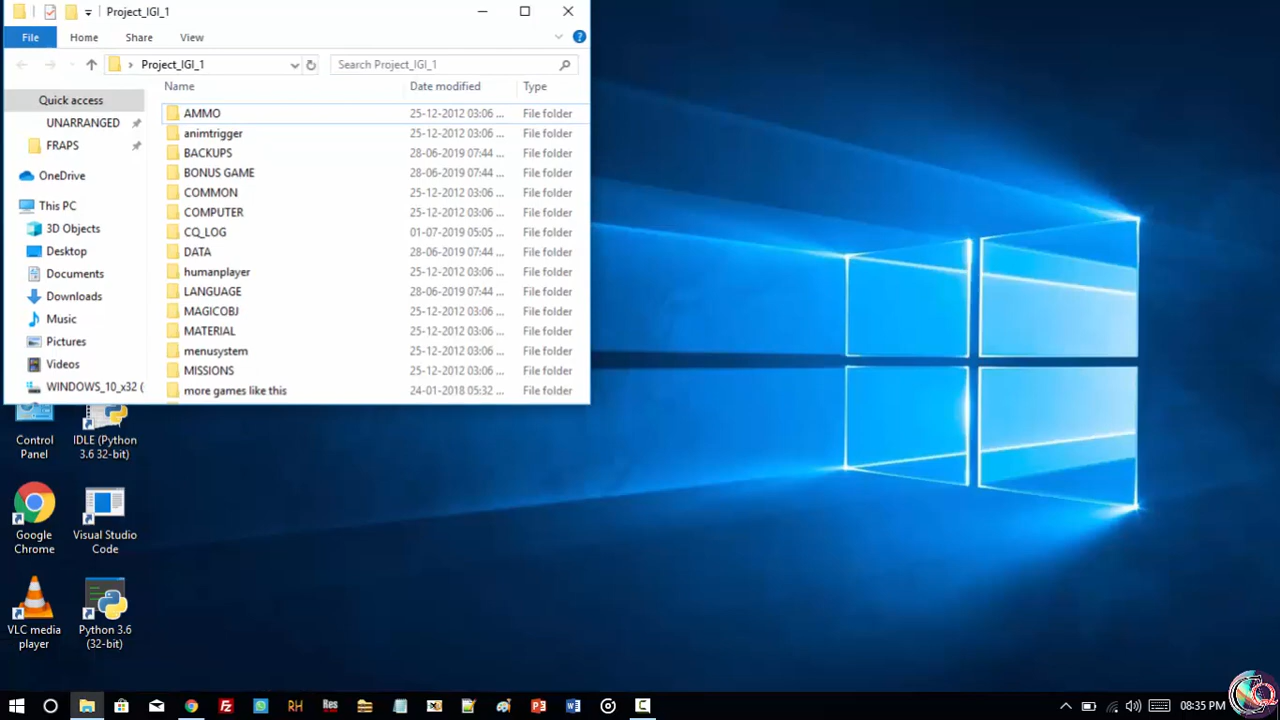 Project_IGI_1
File Home Share View
Project_IGI_1 Search Project_IGI_1
Name Date modified Type
Quick access
UNARRANGED
FRAPS
OneDrive
This PC
3D Objects
Desktop
Documents
Downloads
Music
Pictures
Videos
WINDOWS_10_x32 (
AMMO 25-12-2012 03:06 ... File folder
animtrigger 25-12-2012 03:06 ... File folder
BACKUPS 28-06-2019 07:44 ... File folder
BONUS GAME 28-06-2019 07:44 ... File folder
COMMON 25-12-2012 03:06 ... File folder
COMPUTER 25-12-2012 03:06 ... File folder
CQ_LOG 01-07-2019 05:05 ... File folder
DATA 28-06-2019 07:44 ... File folder
humanplayer 25-12-2012 03:06 ... File folder
LANGUAGE 28-06-2019 07:44 ... File folder
MAGICOBJ 25-12-2012 03:06 ... File folder
MATERIAL 25-12-2012 03:06 ... File folder
menusystem 25-12-2012 03:06 ... File folder
MISSIONS 25-12-2012 03:06 ... File folder
more games like this 24-01-2018 05:32 ... File folder
Control
Panel
IDLE (Python
3.6 32-bit)
Google
Chrome
Visual Studio
Code
VLC media
player
Python 3.6
(32-bit)
RH
Res
08:35 PM